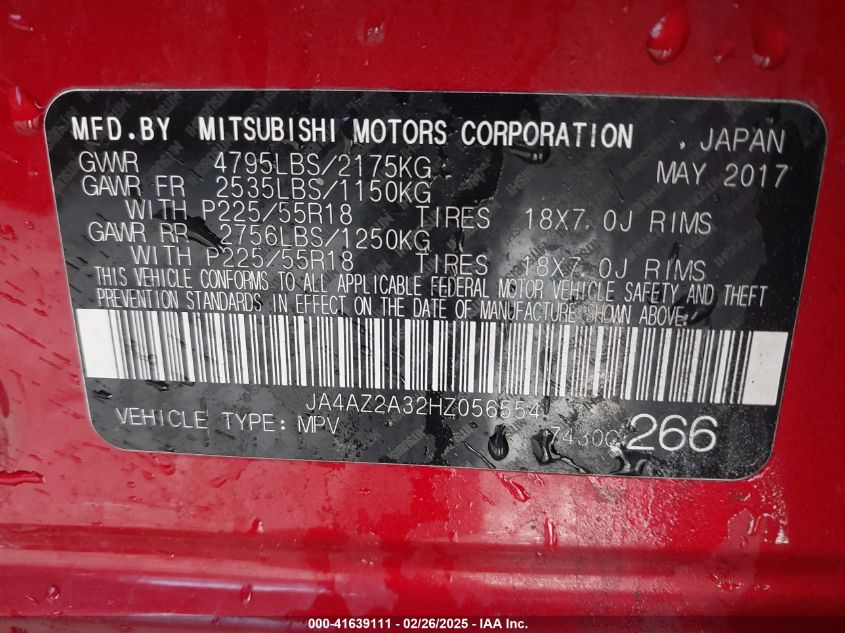 MFD.BY MITSUBISHI MOTORS CORPORATION , JAPAN
GVWR 4795LBS/2175KG MAY 2017
GAWR FR 2535LBS/1150KG
WITH P225/55R18 TIRES 18X7.0J RIMS
GAWR RR 2756LBS/1250KG
WITH P225/55R18 TIRES 18X7.0J RIMS
THIS VEHICLE CONFORMS TO ALL APPLICABLE FEDERAL MOTOR VEHICLE SAFETY AND THEFT
PREVENTION STANDARDS IN EFFECT ON THE DATE OF MANUFACTURE SHOWN ABOVE.
JA4AZ2A32HZ056554
VEHICLE TYPE: MPV 266
000-41639111 - 02/26/2025 - IAA Inc.